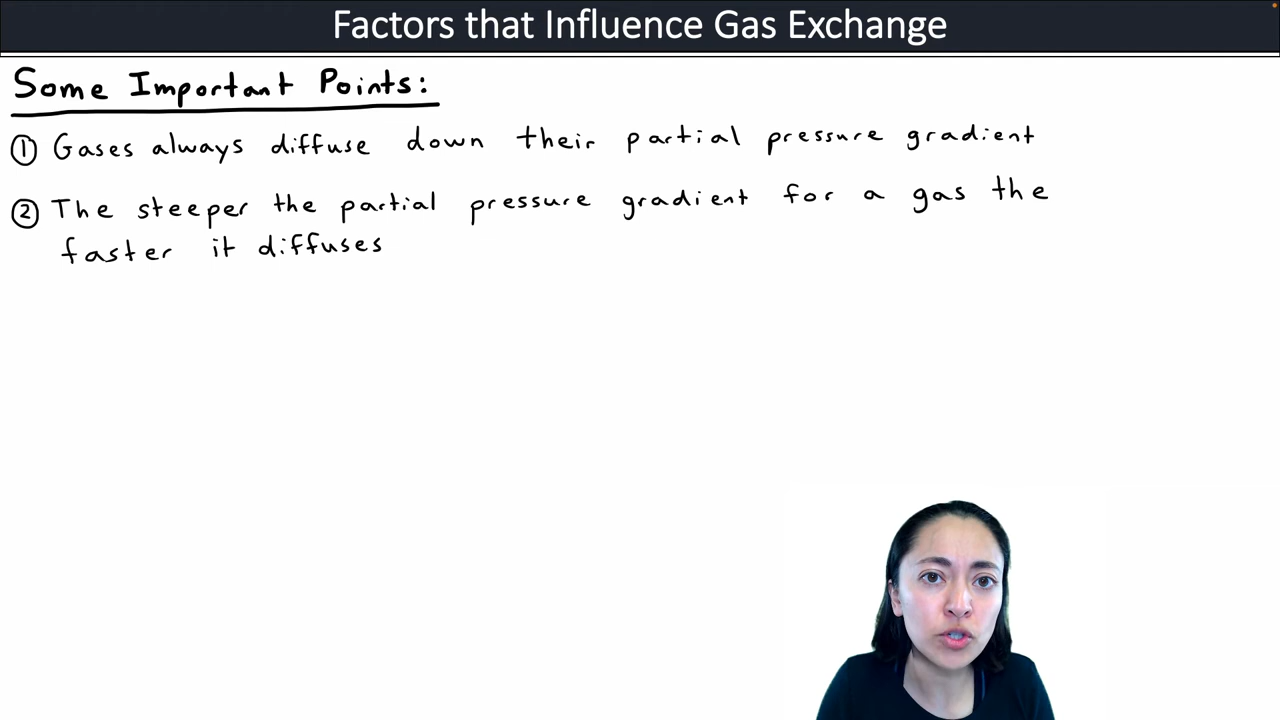 Factors that Influence Gas Exchange
Some Important Points:
① Gases always diffuse down their partial pressure gradient
② The steeper the partial pressure gradient for a gas the
faster it diffuses